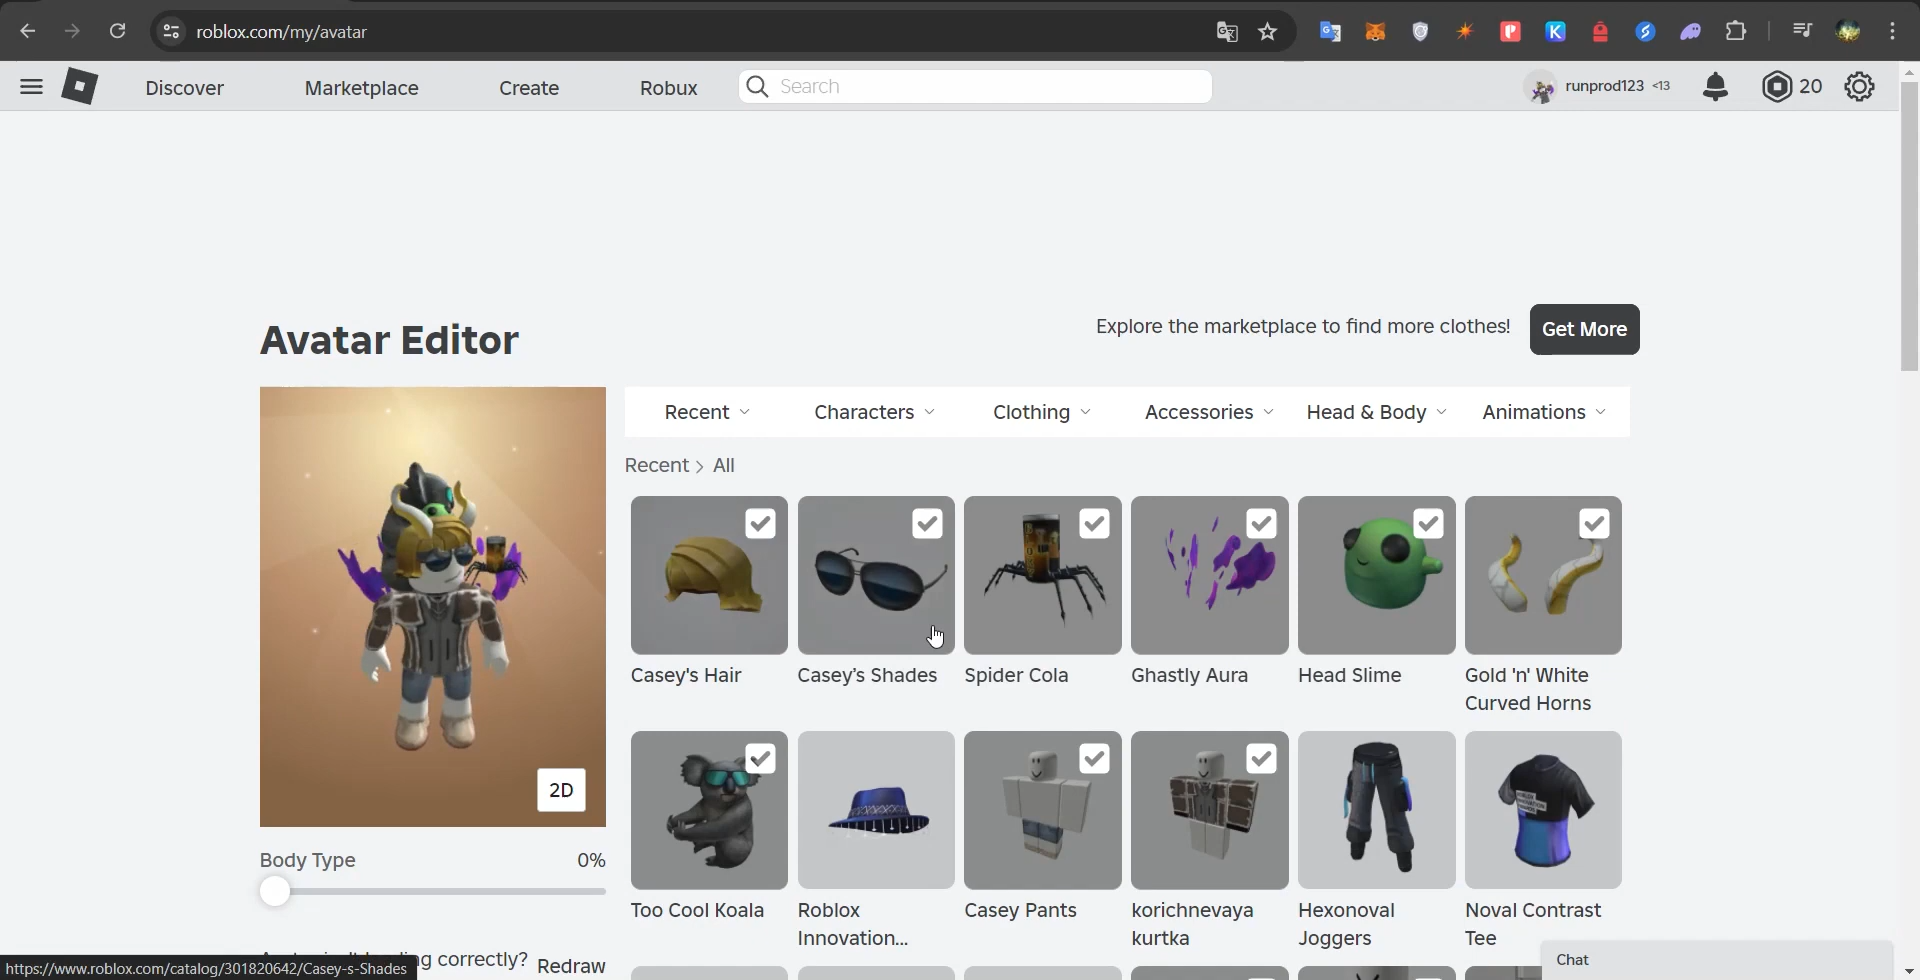 roblox.com/my/avatar
Discover
Marketplace
Create
Robux
Search
runprod123 <13
20
Avatar Editor
Explore the marketplace to find more clothes!
Get More
Recent
Characters
Clothing
Accessories
Head & Body
Animations
Recent > All
Casey's Hair
Casey's Shades
Spider Cola
Ghastly Aura
Head Slime
Gold 'n' White
Curved Horns
2D
Body Type
0%
Too Cool Koala
Roblox
Innovation...
Casey Pants
korichnevaya
kurtka
Hexonoval
Joggers
Noval Contrast
Tee
correctly?
Redraw
https://www.roblox.com/catalog/301820642/Casey-s-Shades
Chat